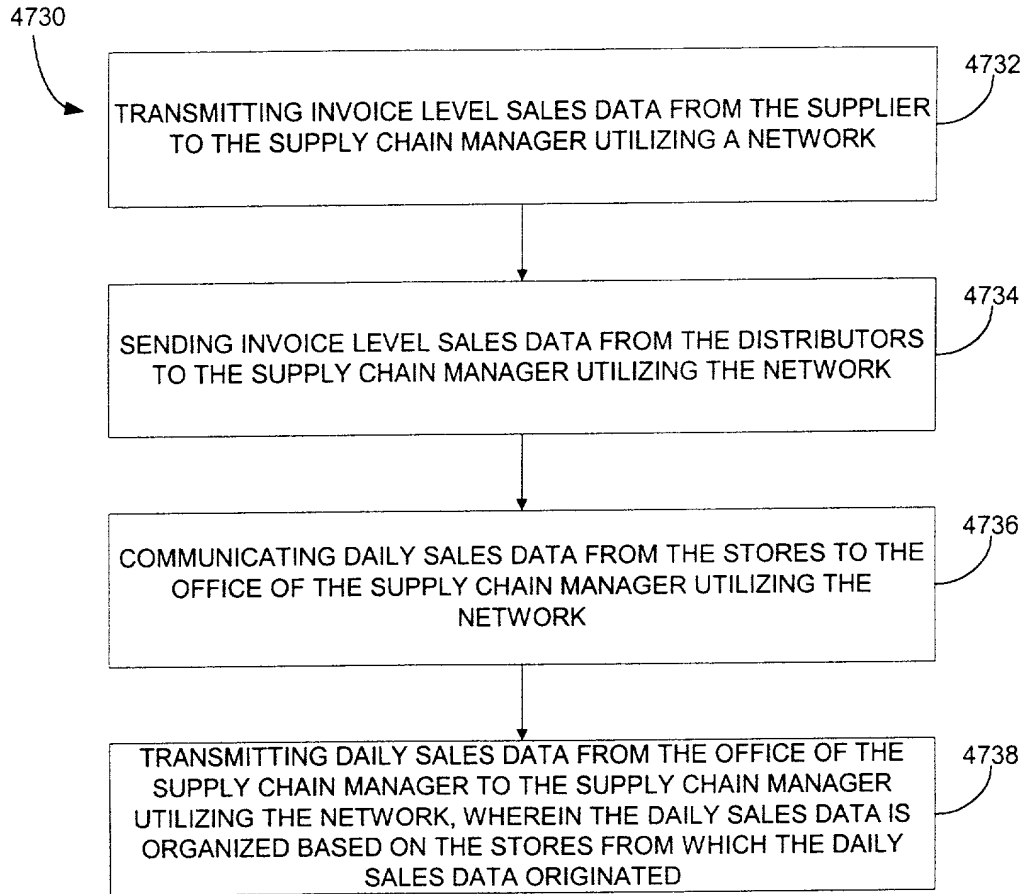 4730
4732
TRANSMITTING INVOICE LEVEL SALES DATA FROM THE SUPPLIER
TO THE SUPPLY CHAIN MANAGER UTILIZING A NETWORK
4734
SENDING INVOICE LEVEL SALES DATA FROM THE DISTRIBUTORS
TO THE SUPPLY CHAIN MANAGER UTILIZING THE NETWORK
4736
COMMUNICATING DAILY SALES DATA FROM THE STORES TO THE
OFFICE OF THE SUPPLY CHAIN MANAGER UTILIZING THE
NETWORK
4738
TRANSMITTING DAILY SALES DATA FROM THE OFFICE OF THE
SUPPLY CHAIN MANAGER TO THE SUPPLY CHAIN MANAGER
UTILIZING THE NETWORK, WHEREIN THE DAILY SALES DATA IS
ORGANIZED BASED ON THE STORES FROM WHICH THE DAILY
SALES DATA ORIGINATED